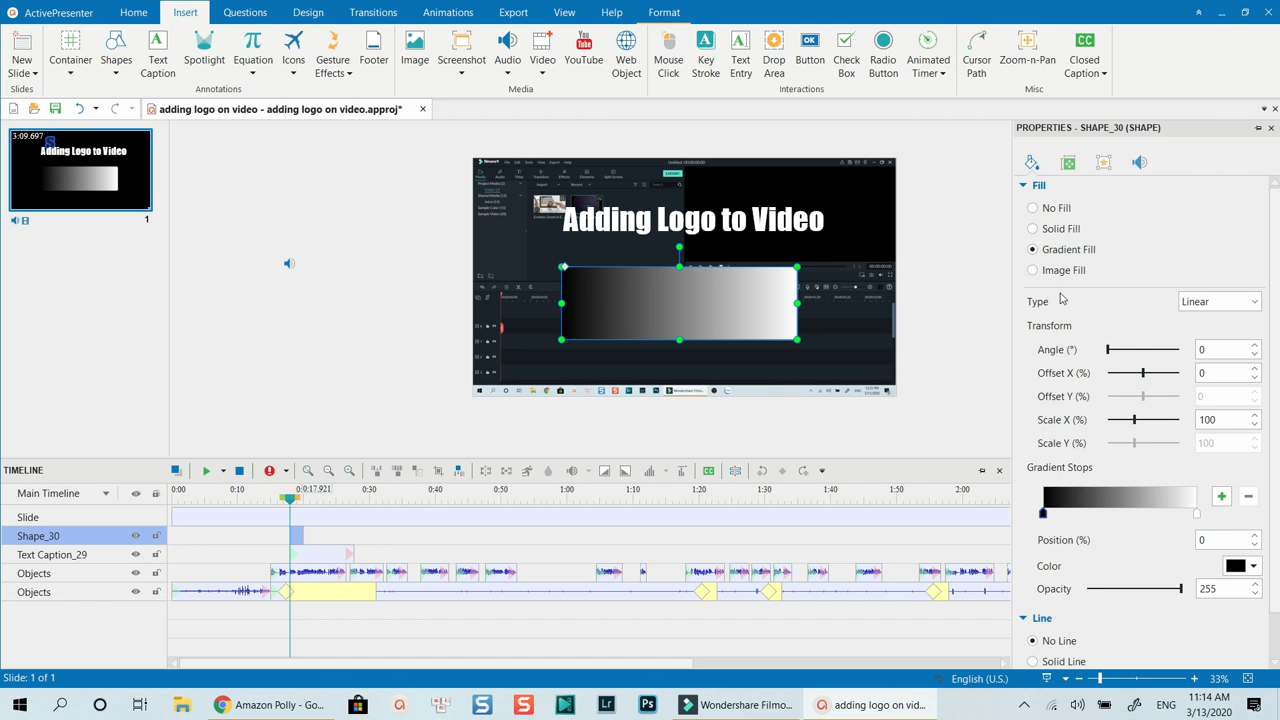 ActivePresenter Home Insert Questions Design Transitions Animations Export View Help Format
New Slide Container Shapes Text Caption Spotlight Equation Icons Gesture Effects Footer Image Screenshot Audio Video YouTube Web Object Mouse Click Key Stroke Text Entry Drop Area Button Check Box Radio Button Animated Timer Cursor Path Zoom-n-Pan Closed Caption
Slides Annotations Media Interactions Misc
adding logo on video - adding logo on video.approj*
PROPERTIES - SHAPE_30 (SHAPE)
3:09.697
Adding Logo to Video
1
Adding Logo to Video
EXPORT
Fill
No Fill
Solid Fill
Gradient Fill
Image Fill
Type Linear
Transform
Angle (°) 0
Offset X (%) 0
Offset Y (%) 0
Scale X (%) 100
Scale Y (%) 100
Gradient Stops
Position (%) 0
Color
Opacity 255
Line
No Line
Solid Line
TIMELINE
Main Timeline 0:00 0:10 0:0:17.921 0:30 0:40 0:50 1:00 1:10 1:20 1:30 1:40 1:50 2:00
Slide
Shape_30
Text Caption_29
Objects
Objects
Slide: 1 of 1 English (U.S.) 33%
Amazon Polly - Go... Wondershare Filmo... adding logo on vid... ENG 11:14 AM
3/13/2020